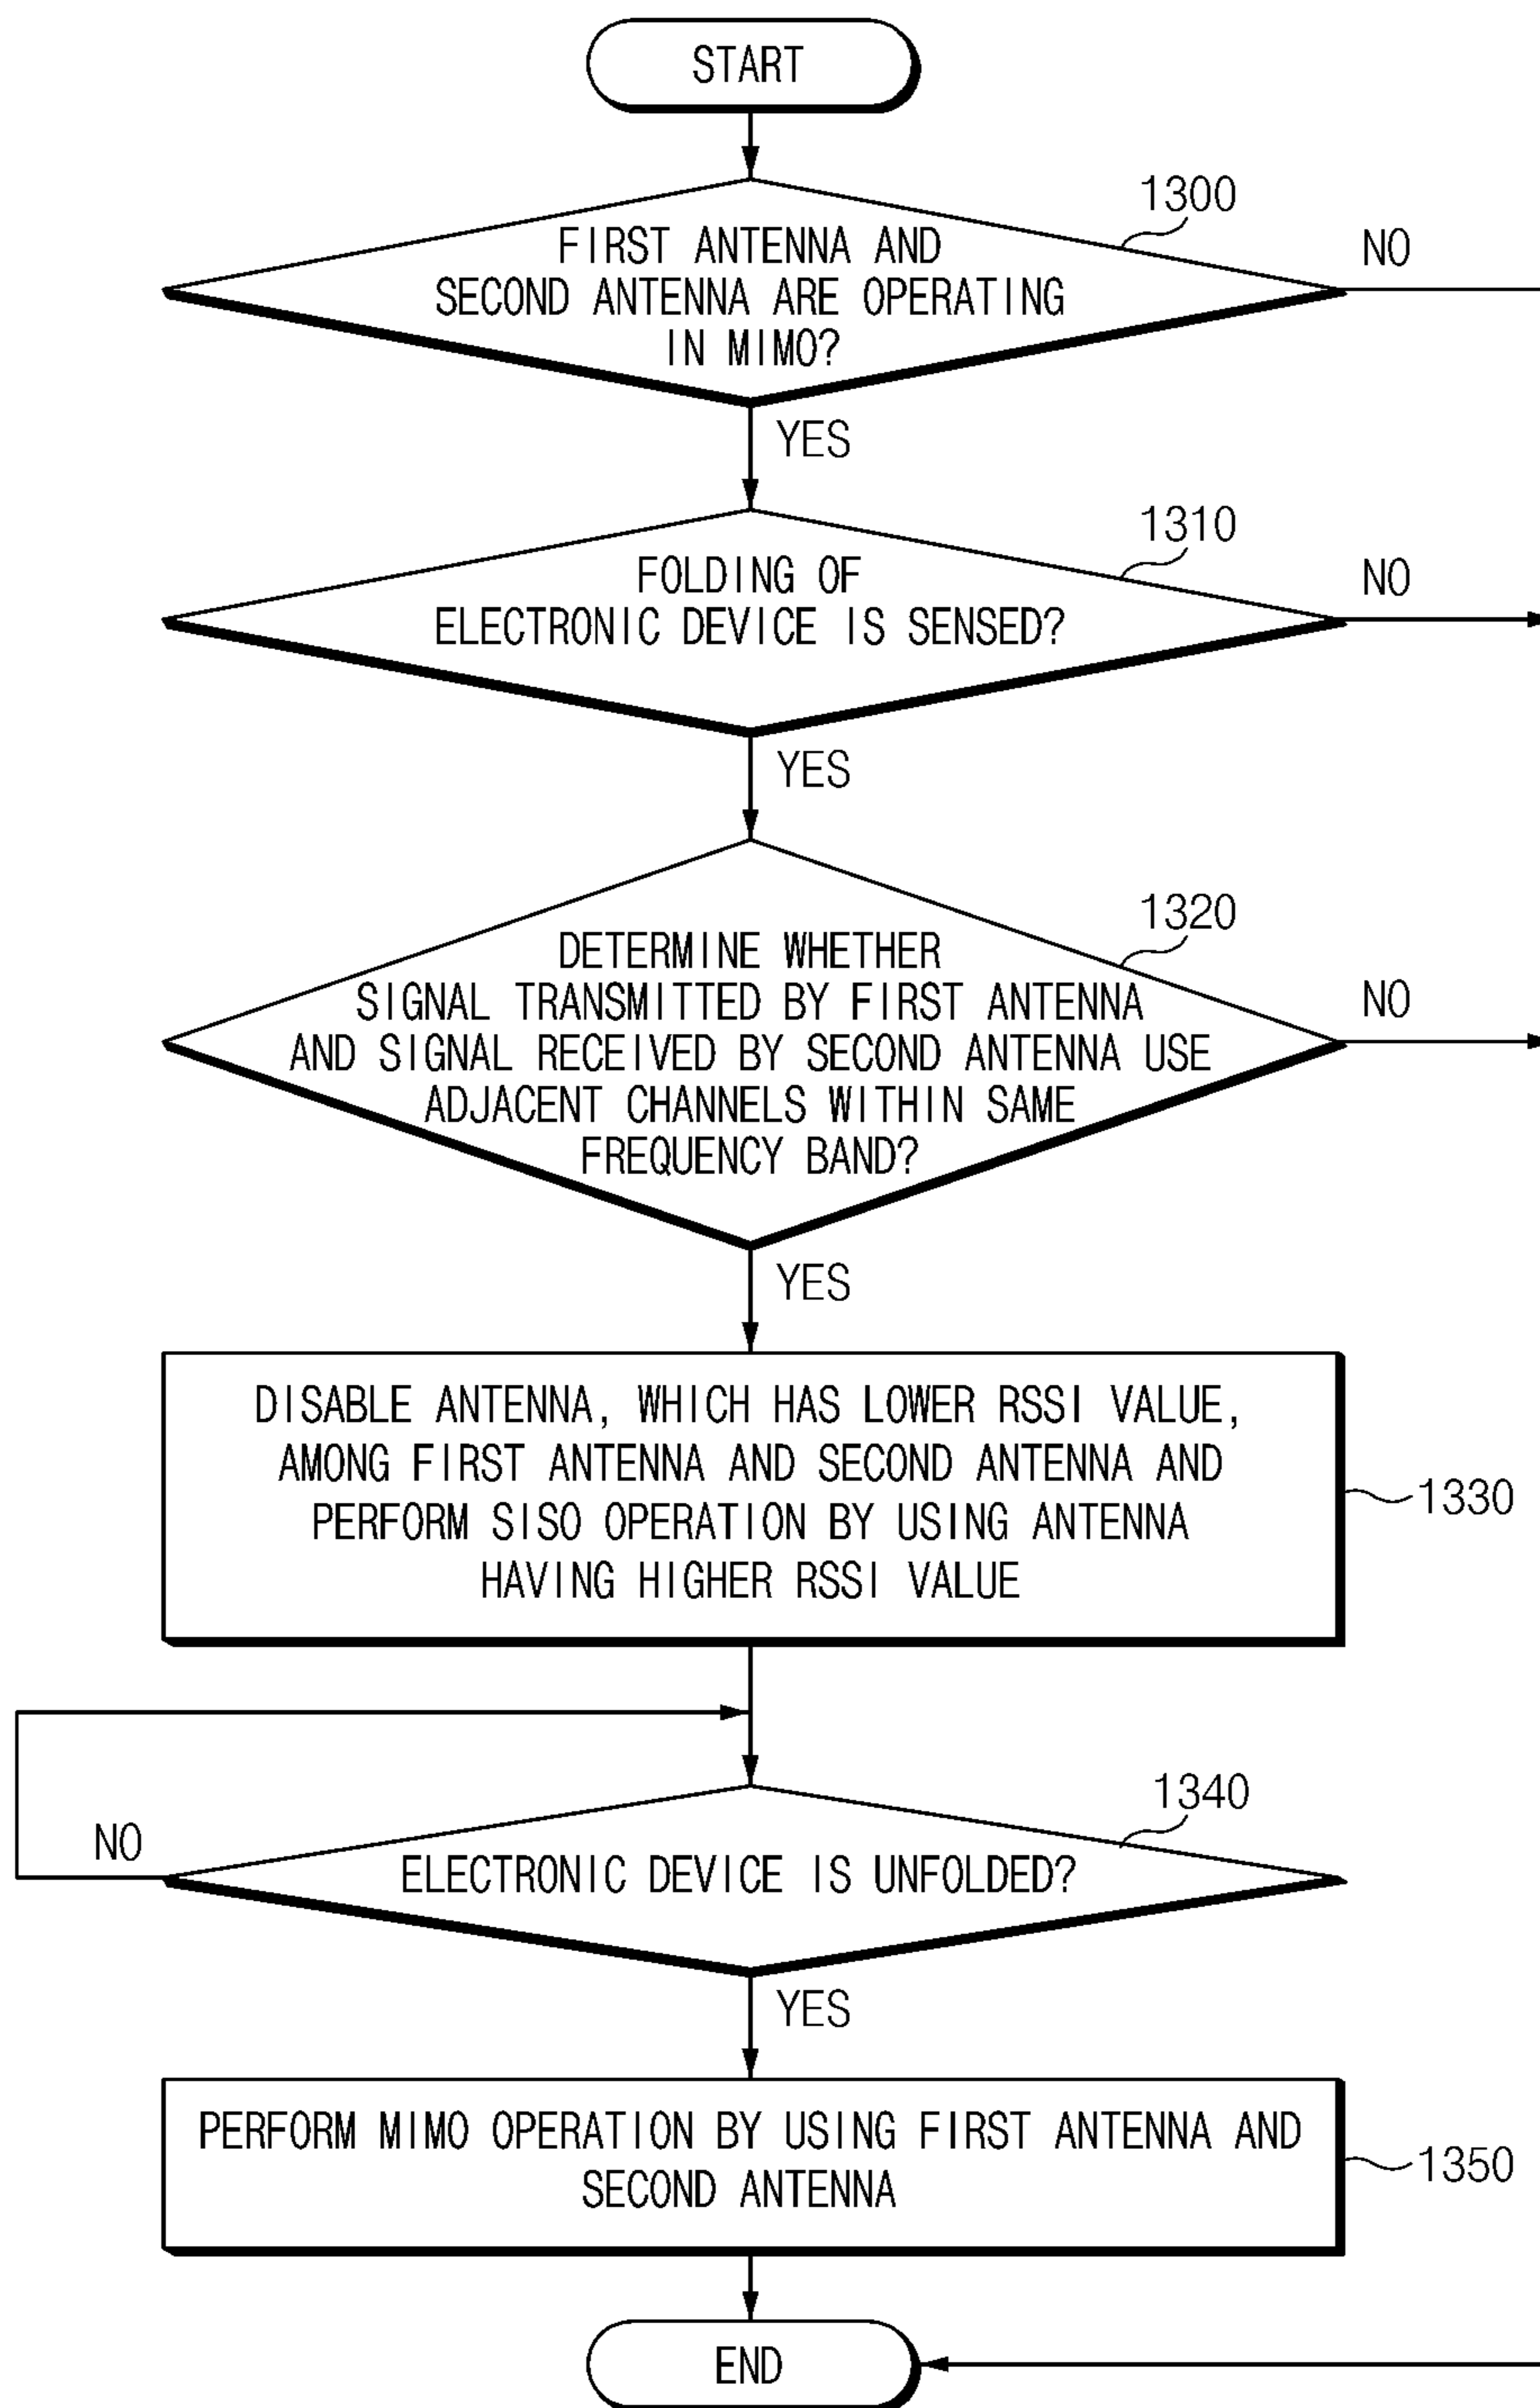 START
1300
FIRST ANTENNA AND
SECOND ANTENNA ARE OPERATING
IN MIMO?
NO
YES
1310
FOLDING OF
ELECTRONIC DEVICE IS SENSED?
NO
YES
1320
DETERMINE WHETHER
SIGNAL TRANSMITTED BY FIRST ANTENNA
AND SIGNAL RECEIVED BY SECOND ANTENNA USE
ADJACENT CHANNELS WITHIN SAME
FREQUENCY BAND?
NO
YES
DISABLE ANTENNA, WHICH HAS LOWER RSSI VALUE,
AMONG FIRST ANTENNA AND SECOND ANTENNA AND
PERFORM SISO OPERATION BY USING ANTENNA
HAVING HIGHER RSSI VALUE
1330
1340
NO
ELECTRONIC DEVICE IS UNFOLDED?
YES
PERFORM MIMO OPERATION BY USING FIRST ANTENNA AND
SECOND ANTENNA
1350
END